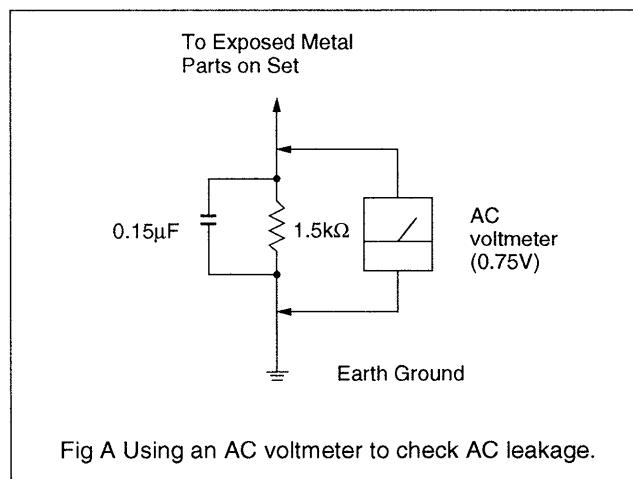 To Exposed Metal
Parts on Set
0.15μF
1.5kΩ
AC
voltmeter
(0.75V)
Earth Ground
Fig A Using an AC voltmeter to check AC leakage.